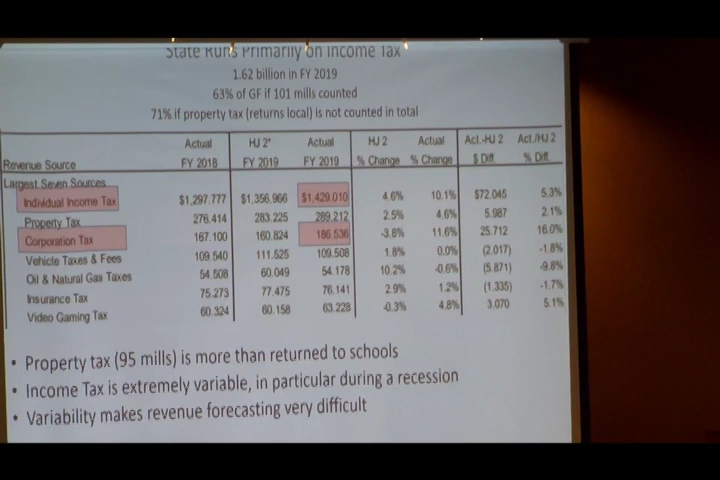 State Runs Primarily on Income Tax
1.62 billion in FY 2019
63% of GF if 101 mills counted
71% if property tax (returns local) is not counted in total
Actual HJ 2* Actual HJ 2 Actual Act.-HJ 2 Act./HJ 2
Revenue Source FY 2018 FY 2019 FY 2019 % Change % Change $ Diff. % Diff.
Largest Seven Sources
Individual Income Tax $1,297.777 $1,356.966 $1,429.010 4.6% 10.1% $72.045 5.3%
Property Tax 276.414 283.225 289.212 2.5% 4.6% 5.987 2.1%
Corporation Tax 167.100 160.824 186.536 -3.8% 11.6% 25.712 16.0%
Vehicle Taxes & Fees 109.540 111.525 109.508 1.8% 0.0% (2.017) -1.8%
Oil & Natural Gas Taxes 54.508 60.049 54.178 10.2% -0.6% (5.871) -9.8%
Insurance Tax 75.273 77.475 76.141 2.9% 1.2% (1.335) -1.7%
Video Gaming Tax 60.324 60.158 63.228 -0.3% 4.8% 3.070 5.1%
• Property tax (95 mills) is more than returned to schools
• Income Tax is extremely variable, in particular during a recession
• Variability makes revenue forecasting very difficult